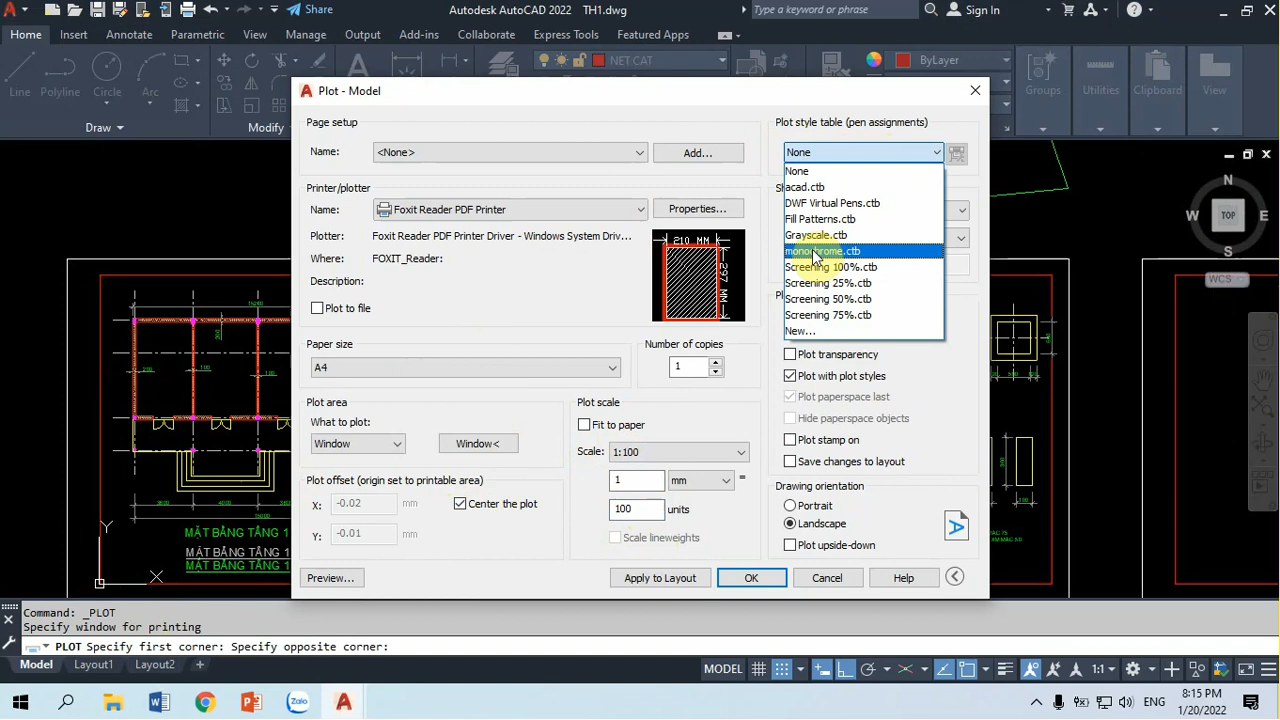 Share
Autodesk AutoCAD 2022 TH1.dwg
Type a keyword or phrase
Sign In
Home Insert Annotate Parametric View Manage Output Add-ins Collaborate Express Tools Featured Apps
NET CAT
ByLayer
Line Polyline Circle Arc
Groups Utilities Clipboard View
Draw
Modify
Plot - Model
Page setup
Name: <None> Add...
Plot style table (pen assignments)
None
None
acad.ctb
DWF Virtual Pens.ctb
Fill Patterns.ctb
Grayscale.ctb
monochrome.ctb
Screening 100%.ctb
Screening 25%.ctb
Screening 50%.ctb
Screening 75%.ctb
New...
Printer/plotter
Name: Foxit Reader PDF Printer Properties...
Plotter: Foxit Reader PDF Printer Driver - Windows System Driv...
Where: FOXIT_Reader:
Description:
Plot to file
210 MM
297 MM
Paper size
A4
Number of copies
1
Plot area
What to plot:
Window Window<
Plot offset (origin set to printable area)
X: -0.02 mm Center the plot
Y: -0.01 mm
Plot scale
Fit to paper
Scale: 1:100
1 mm =
100 units
Scale lineweights
Plot transparency
Plot with plot styles
Plot paperspace last
Hide paperspace objects
Plot stamp on
Save changes to layout
Drawing orientation
Portrait
Landscape
Plot upside-down
A
Preview... Apply to Layout OK Cancel Help
N
W TOP E
S
WCS
Y
X
MẶT BẰNG TẦNG 1
MẶT BẰNG TẦNG 1
MẶT BẰNG TẦNG 1
Command: _PLOT
Specify window for printing
PLOT Specify first corner: Specify opposite corner:
Model Layout1 Layout2 +
MODEL 1:1
Zalo
ENG
8:15 PM
1/20/2022